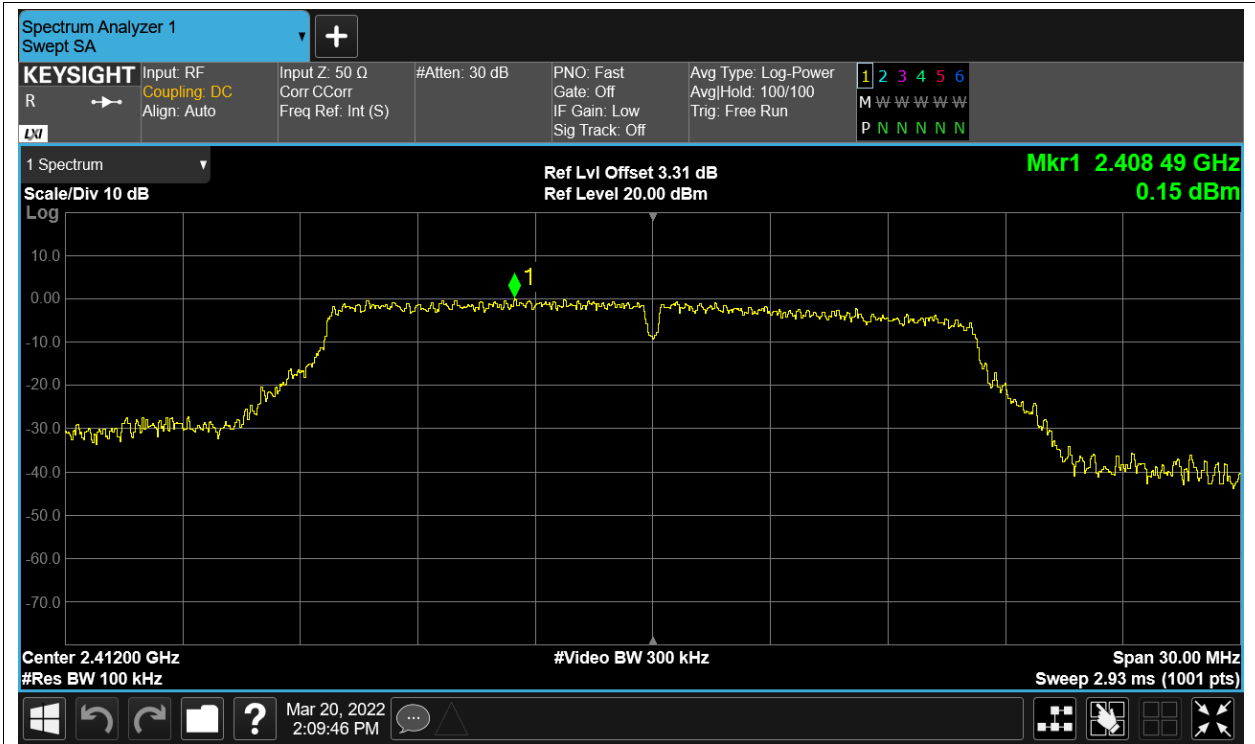 Spectrum Analyzer 1
Swept SA
+
KEYSIGHT
R
LXI
Input: RF
Coupling: DC
Align: Auto
Input Z: 50 Ω
Corr CCorr
Freq Ref: Int (S)
#Atten: 30 dB
PNO: Fast
Gate: Off
IF Gain: Low
Sig Track: Off
Avg Type: Log-Power
Avg|Hold: 100/100
Trig: Free Run
1 2 3 4 5 6
M W W W W W
P N N N N N
1 Spectrum
Scale/Div 10 dB
Log
Ref Lvl Offset 3.31 dB
Ref Level 20.00 dBm
Mkr1 2.408 49 GHz
0.15 dBm
10.0
0.00
-10.0
-20.0
-30.0
-40.0
-50.0
-60.0
-70.0
1
Center 2.41200 GHz
#Res BW 100 kHz
#Video BW 300 kHz
Span 30.00 MHz
Sweep 2.93 ms (1001 pts)
?
Mar 20, 2022
2:09:46 PM